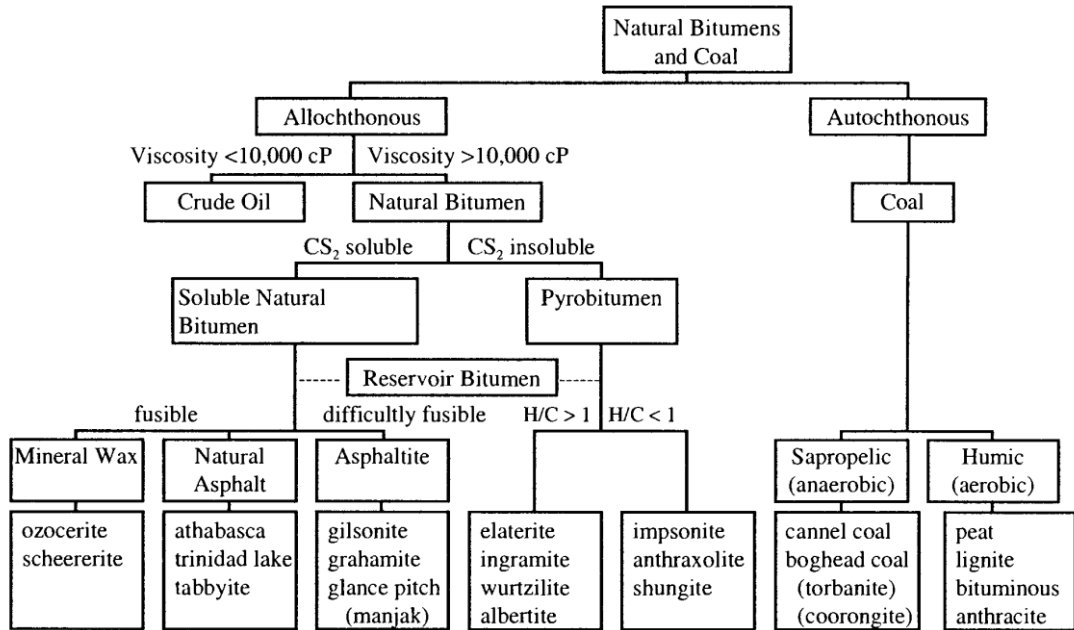 Natural Bitumens
and Coal
Allochthonous
Autochthonous
Viscosity <10,000 cP
Viscosity >10,000 cP
Crude Oil
Natural Bitumen
Coal
CS₂ soluble
CS₂ insoluble
Soluble Natural
Bitumen
Pyrobitumen
Reservoir Bitumen
fusible
difficultly fusible
H/C > 1
H/C < 1
Mineral Wax
Natural
Asphalt
Asphaltite
Sapropelic
(anaerobic)
Humic
(aerobic)
ozocerite
scheererite
athabasca
trinidad lake
tabbyite
gilsonite
grahamite
glance pitch
(manjak)
elaterite
ingramite
wurtzilite
albertite
impsonite
anthraxolite
shungite
cannel coal
boghead coal
(torbanite)
(coorongite)
peat
lignite
bituminous
anthracite